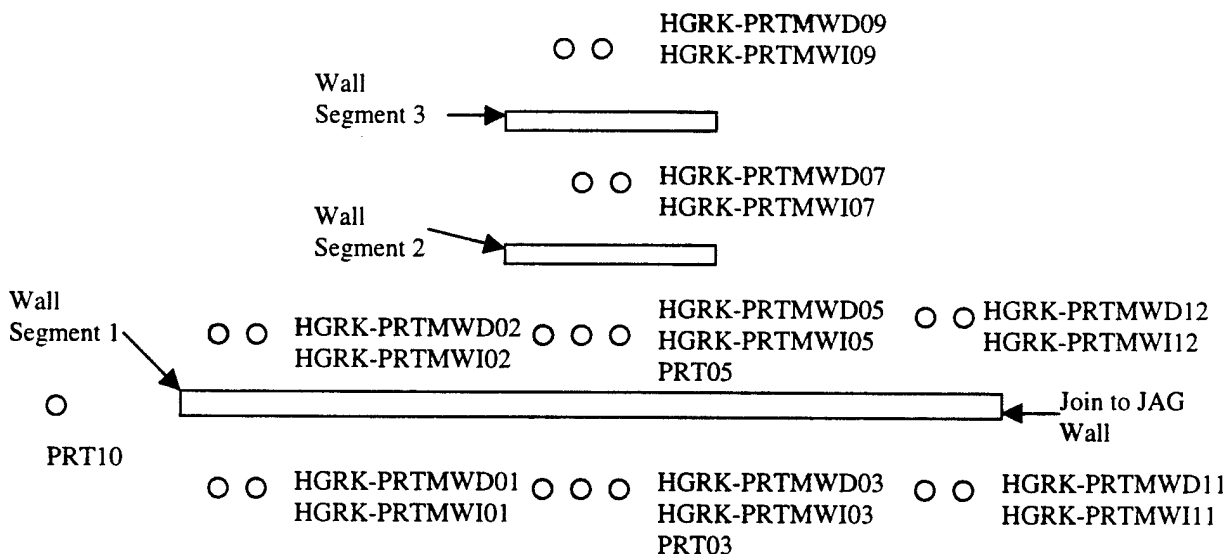 HGRK-PRTMWD09
HGRK-PRTMWI09
Wall
Segment 3
HGRK-PRTMWD07
HGRK-PRTMWI07
Wall
Segment 2
Wall
Segment 1
HGRK-PRTMWD02
HGRK-PRTMWI02
HGRK-PRTMWD05
HGRK-PRTMWI05
PRT05
HGRK-PRTMWD12
HGRK-PRTMWI12
Join to JAG
Wall
PRT10
HGRK-PRTMWD01
HGRK-PRTMWI01
HGRK-PRTMWD03
HGRK-PRTMWI03
PRT03
HGRK-PRTMWD11
HGRK-PRTMWI11